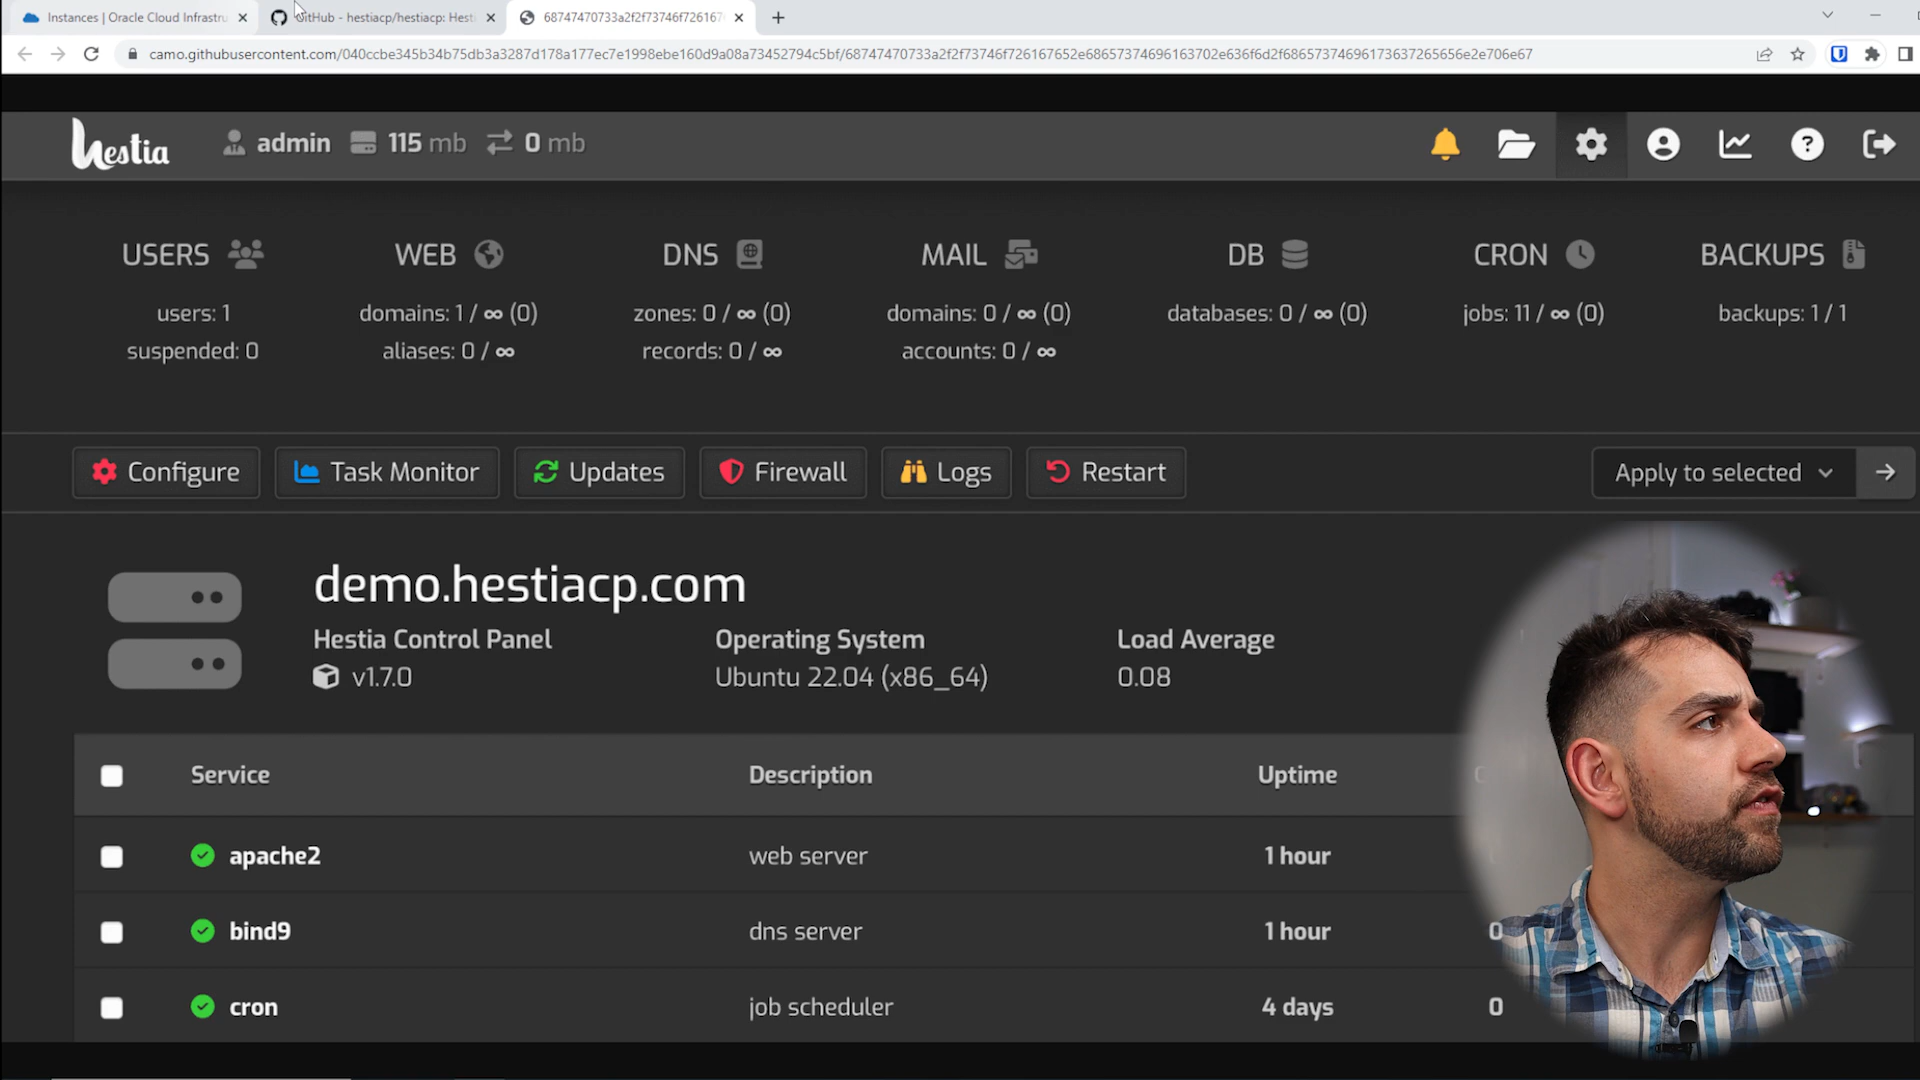 Instances | Oracle Cloud Infrastru
GitHub - hestiacp/hestiacp: Hest
68747470733a2f2f73746f726167
camo.githubusercontent.com/040ccbe345b34b75db3a3287d178a177ec7e1998ebe160d9a08a73452794c5bf/68747470733a2f2f73746f726167652e68657374696163702e636f6d2f68657374696173637265656e2e706e67
hestia admin 115 mb 0 mb
USERS WEB DNS MAIL DB CRON BACKUPS
users: 1 domains: 1 / ∞ (0) zones: 0 / ∞ (0) domains: 0 / ∞ (0) databases: 0 / ∞ (0) jobs: 11 / ∞ (0) backups: 1 / 1
suspended: 0 aliases: 0 / ∞ records: 0 / ∞ accounts: 0 / ∞
Configure Task Monitor Updates Firewall Logs Restart Apply to selected
demo.hestiacp.com
Hestia Control Panel Operating System Load Average
v1.7.0 Ubuntu 22.04 (x86_64) 0.08
Service Description Uptime
apache2 web server 1 hour
bind9 dns server 1 hour 0
cron job scheduler 4 days 0